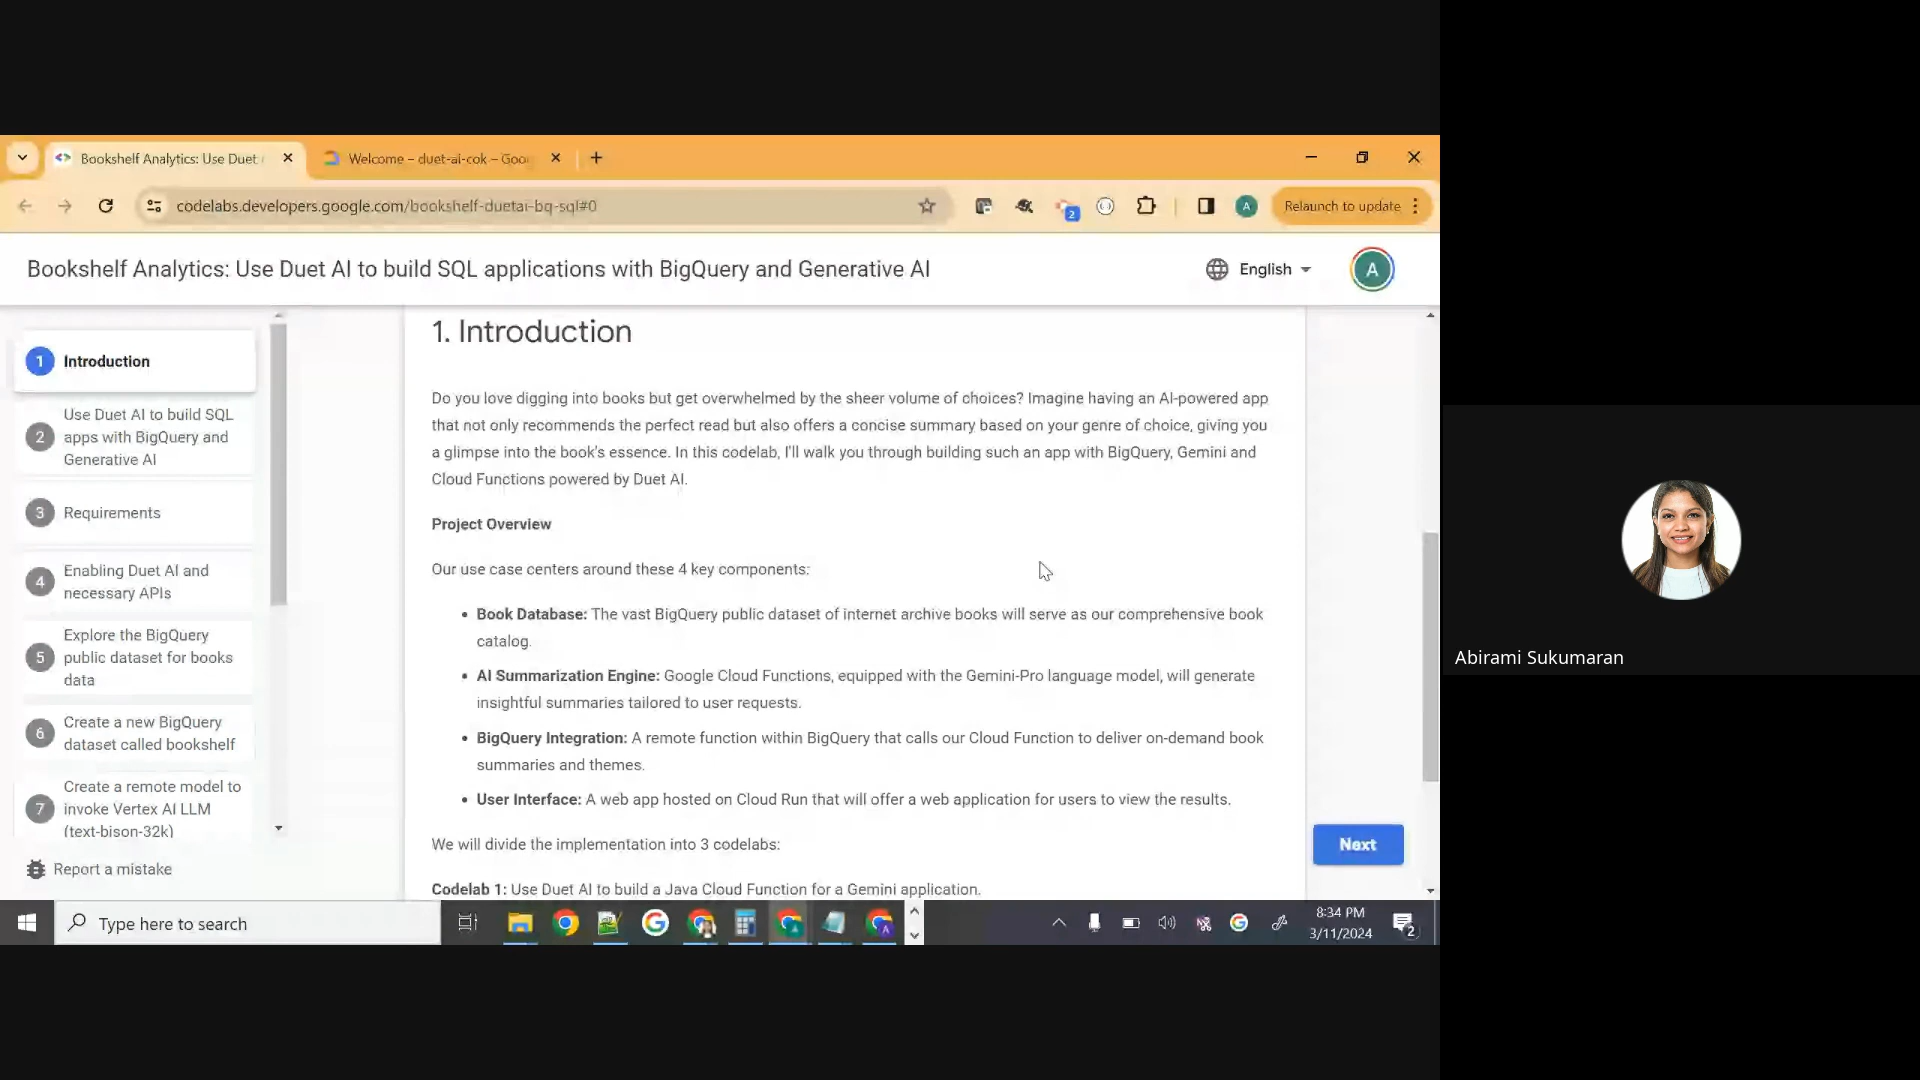 Bookshelf Analytics: Use Duet
Welcome – duet-ai-cok – Goo
codelabs.developers.google.com/bookshelf-duetai-bq-sql#0
2
A
Relaunch to update
Bookshelf Analytics: Use Duet AI to build SQL applications with BigQuery and Generative AI
English
A
1 Introduction
2 Use Duet AI to build SQL
apps with BigQuery and
Generative AI
3 Requirements
4 Enabling Duet AI and
necessary APIs
5 Explore the BigQuery
public dataset for books
data
6 Create a new BigQuery
dataset called bookshelf
7 Create a remote model to
invoke Vertex AI LLM
(text-bison-32k)
Report a mistake
1. Introduction
Do you love digging into books but get overwhelmed by the sheer volume of choices? Imagine having an AI-powered app
that not only recommends the perfect read but also offers a concise summary based on your genre of choice, giving you
a glimpse into the book's essence. In this codelab, I'll walk you through building such an app with BigQuery, Gemini and
Cloud Functions powered by Duet AI.
Project Overview
Our use case centers around these 4 key components:
• Book Database: The vast BigQuery public dataset of internet archive books will serve as our comprehensive book
catalog.
• AI Summarization Engine: Google Cloud Functions, equipped with the Gemini-Pro language model, will generate
insightful summaries tailored to user requests.
• BigQuery Integration: A remote function within BigQuery that calls our Cloud Function to deliver on-demand book
summaries and themes.
• User Interface: A web app hosted on Cloud Run that will offer a web application for users to view the results.
We will divide the implementation into 3 codelabs:
Codelab 1: Use Duet AI to build a Java Cloud Function for a Gemini application.
Next
Type here to search
8:34 PM
3/11/2024
2
Abirami Sukumaran